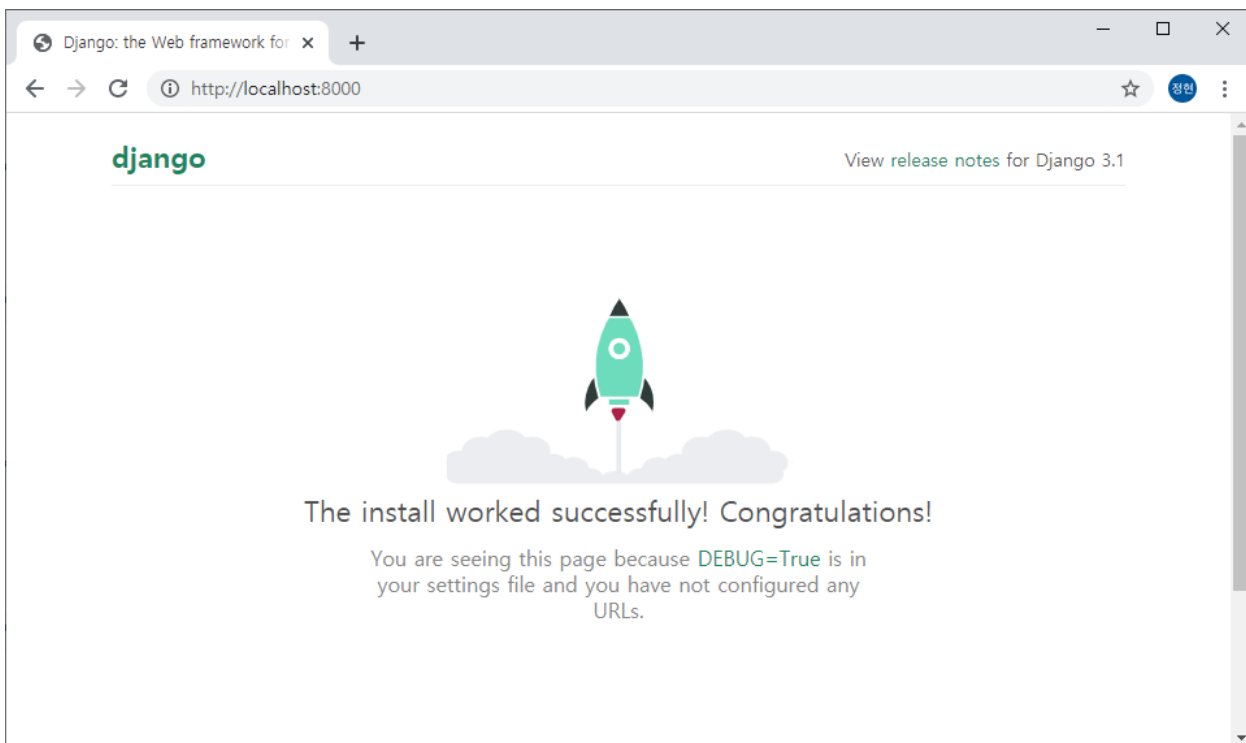 Django: the Web framework for
http://localhost:8000
정현
django
View release notes for Django 3.1
The install worked successfully! Congratulations!
You are seeing this page because DEBUG=True is in
your settings file and you have not configured any
URLs.